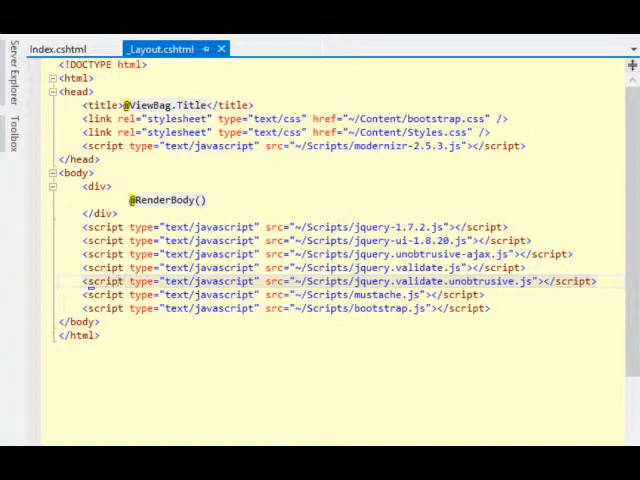 Index.cshtml
_Layout.cshtml
Server Explorer
Toolbox
<!DOCTYPE html>
<html>
<head>
<title>@ViewBag.Title</title>
<link rel="stylesheet" type="text/css" href="~/Content/bootstrap.css" />
<link rel="stylesheet" type="text/css" href="~/Content/Styles.css" />
<script type="text/javascript" src="~/Scripts/modernizr-2.5.3.js"></script>
</head>
<body>
<div>
@RenderBody()
</div>
<script type="text/javascript" src="~/Scripts/jquery-1.7.2.js"></script>
<script type="text/javascript" src="~/Scripts/jquery-ui-1.8.20.js"></script>
<script type="text/javascript" src="~/Scripts/jquery.unobtrusive-ajax.js"></script>
<script type="text/javascript" src="~/Scripts/jquery.validate.js"></script>
<script type="text/javascript" src="~/Scripts/jquery.validate.unobtrusive.js"></script>
<script type="text/javascript" src="~/Scripts/mustache.js"></script>
<script type="text/javascript" src="~/Scripts/bootstrap.js"></script>
</body>
</html>